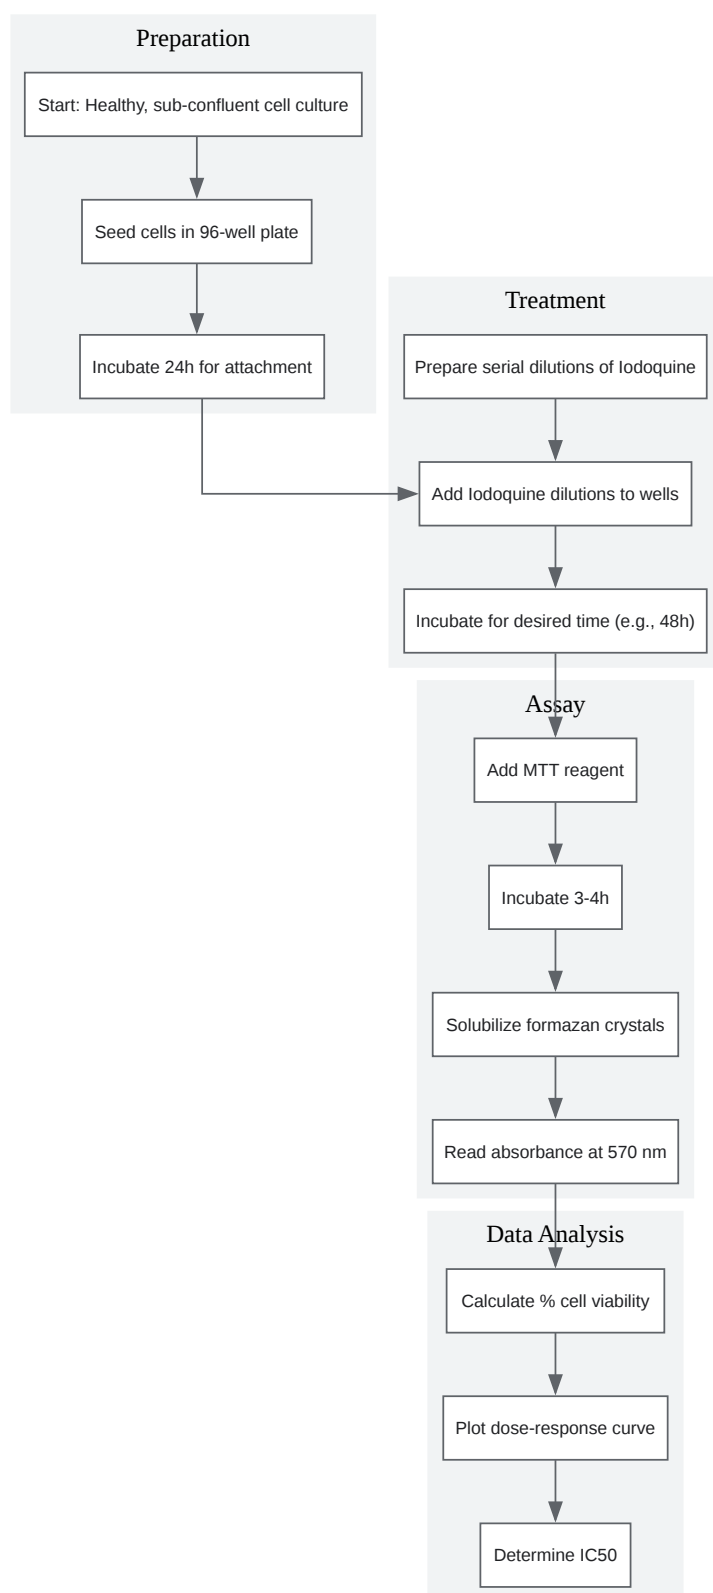 Preparation
Start: Healthy, sub-confluent cell culture
Seed cells in 96-well plate
Incubate 24h for attachment
Treatment
Prepare serial dilutions of Iodoquine
Add Iodoquine dilutions to wells
Incubate for desired time (e.g., 48h)
Assay
Add MTT reagent
Incubate 3-4h
Solubilize formazan crystals
Read absorbance at 570 nm
Data Analysis
Calculate % cell viability
Plot dose-response curve
Determine IC50